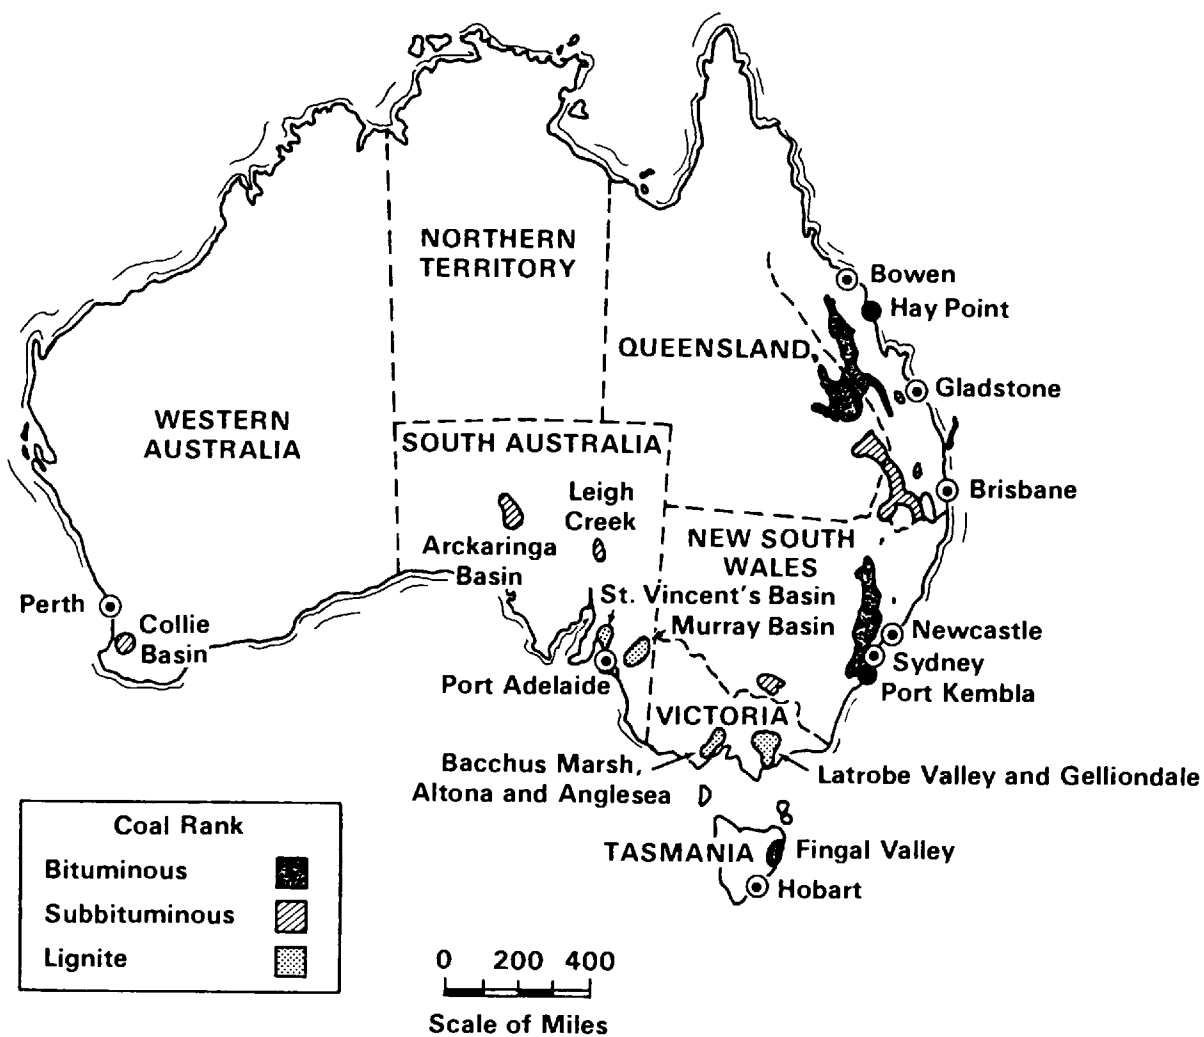 NORTHERN
TERRITORY
Bowen
Hay Point
QUEENSLAND
Gladstone
WESTERN
AUSTRALIA
SOUTH AUSTRALIA
Leigh
Creek
Brisbane
Arckaringa
Basin
NEW SOUTH
WALES
St. Vincent's Basin
Murray Basin
Perth
Collie
Basin
Newcastle
Sydney
Port Kembla
Port Adelaide
VICTORIA
Bacchus Marsh,
Altona and Anglesea
Latrobe Valley and Gelliondale
TASMANIA
Fingal Valley
Hobart
Coal Rank
Bituminous
Subbituminous
Lignite
0 200 400
Scale of Miles